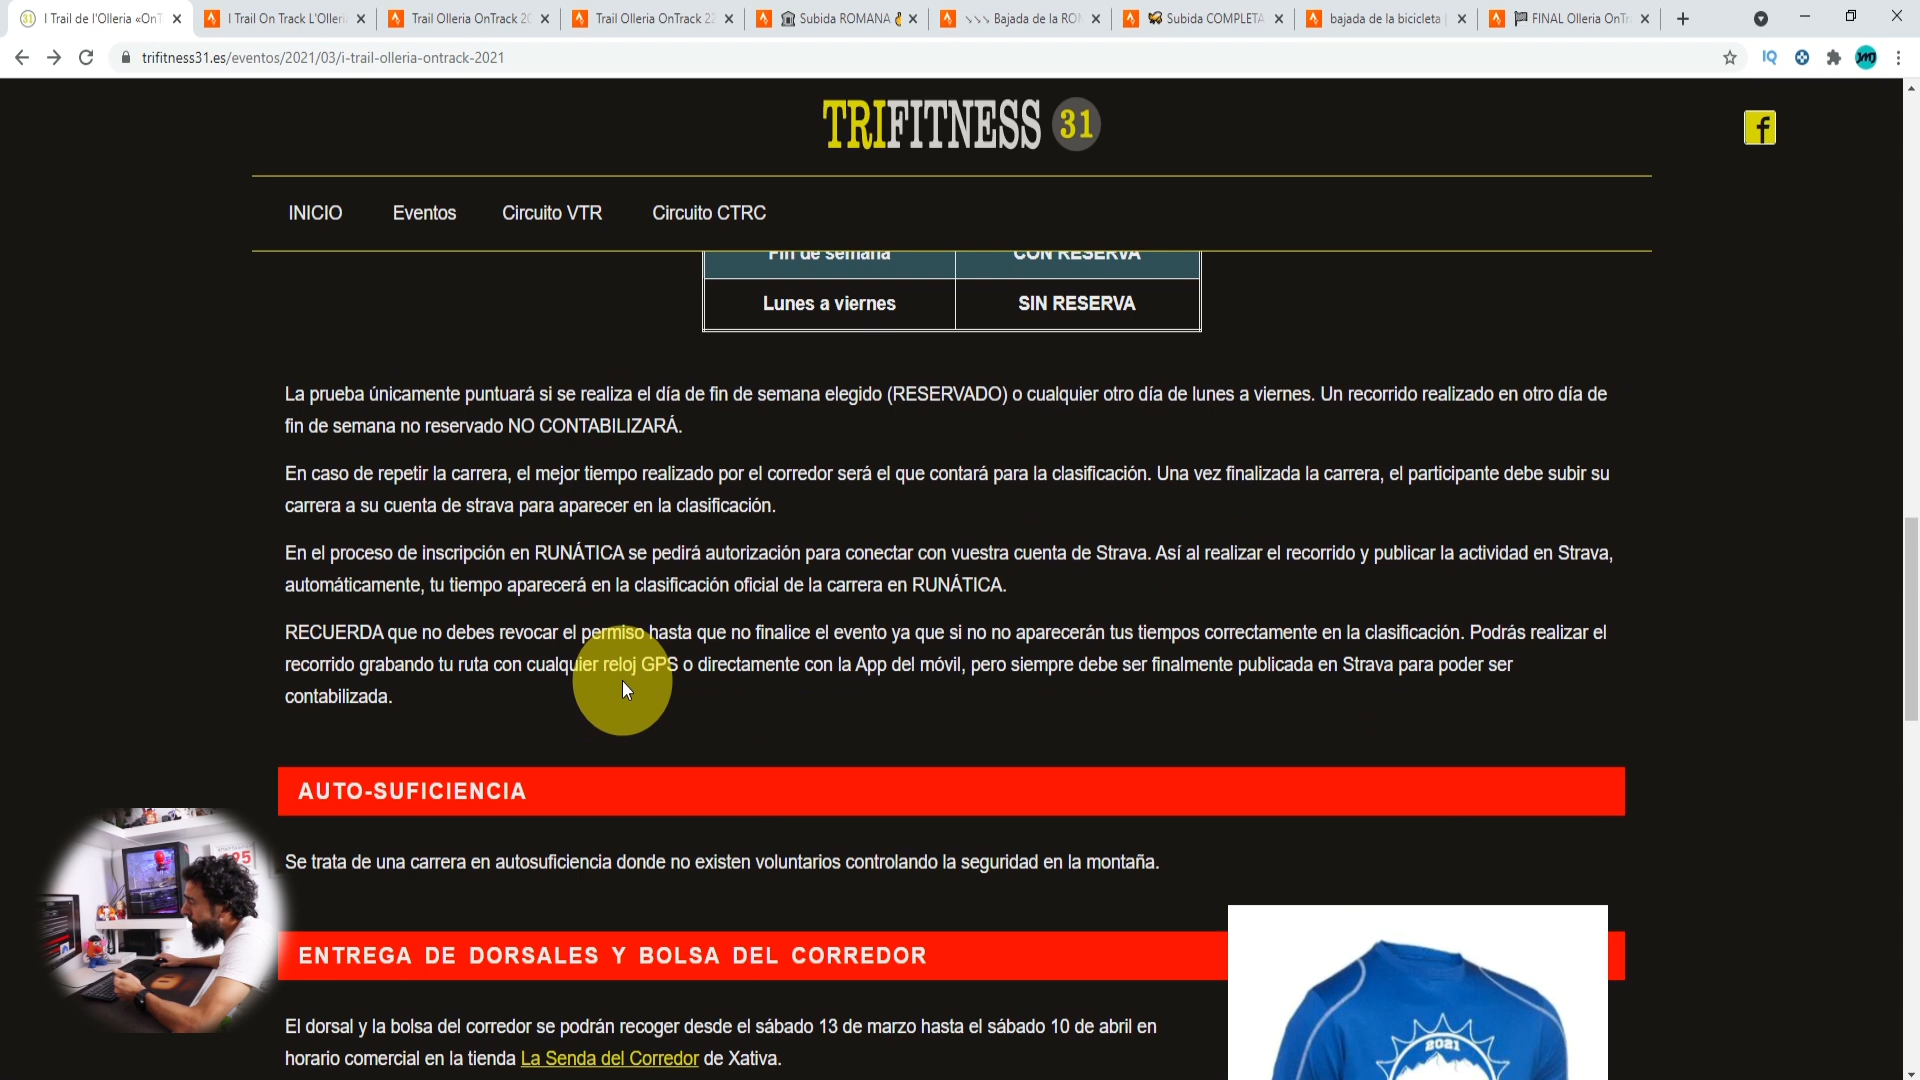 I Trail de l'Olleria «OnT
I Trail On Track L'Olleri
Trail Olleria OnTrack 20
Trail Olleria OnTrack 22
Subida ROMANA
Bajada de la RO
Subida COMPLETA
bajada de la bicicleta
FINAL Olleria OnTr
trifitness31.es/eventos/2021/03/i-trail-olleria-ontrack-2021
IQ
TRIFITNESS 31
f
INICIO
Eventos
Circuito VTR
Circuito CTRC
Fin de semana
CON RESERVA
Lunes a viernes
SIN RESERVA
La prueba únicamente puntuará si se realiza el día de fin de semana elegido (RESERVADO) o cualquier otro día de lunes a viernes. Un recorrido realizado en otro día de
fin de semana no reservado NO CONTABILIZARÁ.
En caso de repetir la carrera, el mejor tiempo realizado por el corredor será el que contará para la clasificación. Una vez finalizada la carrera, el participante debe subir su
carrera a su cuenta de strava para aparecer en la clasificación.
En el proceso de inscripción en RUNÁTICA se pedirá autorización para conectar con vuestra cuenta de Strava. Así al realizar el recorrido y publicar la actividad en Strava,
automáticamente, tu tiempo aparecerá en la clasificación oficial de la carrera en RUNÁTICA.
RECUERDA que no debes revocar el permiso hasta que no finalice el evento ya que si no no aparecerán tus tiempos correctamente en la clasificación. Podrás realizar el
recorrido grabando tu ruta con cualquier reloj GPS o directamente con la App del móvil, pero siempre debe ser finalmente publicada en Strava para poder ser
contabilizada.
AUTO-SUFICIENCIA
Se trata de una carrera en autosuficiencia donde no existen voluntarios controlando la seguridad en la montaña.
ENTREGA DE DORSALES Y BOLSA DEL CORREDOR
El dorsal y la bolsa del corredor se podrán recoger desde el sábado 13 de marzo hasta el sábado 10 de abril en
horario comercial en la tienda La Senda del Corredor de Xativa.
2021